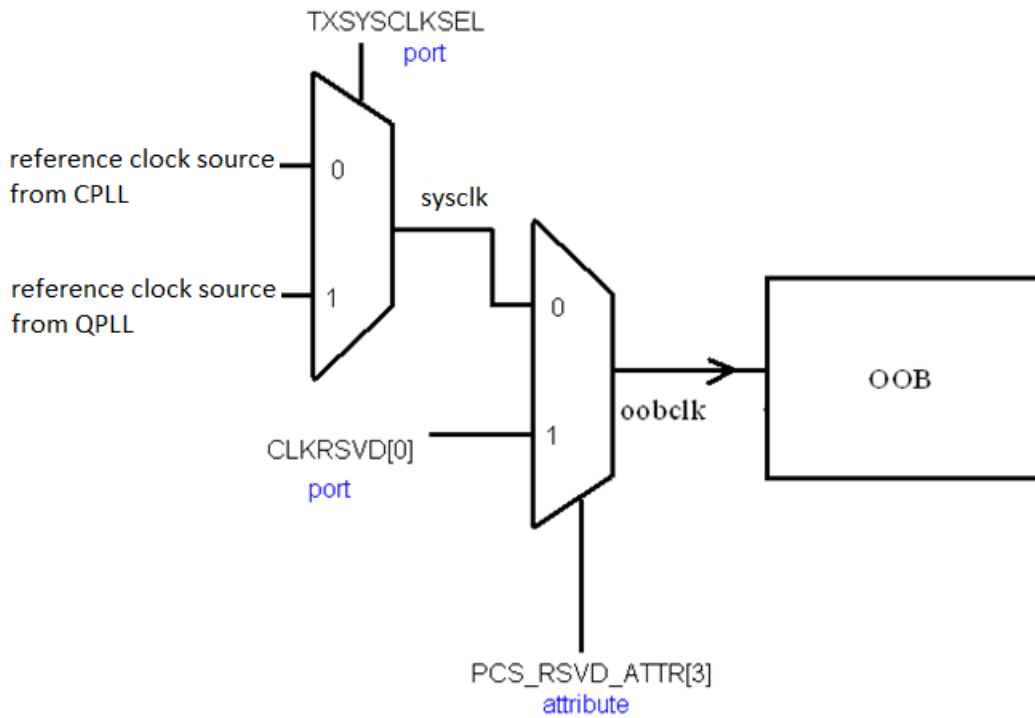 TXSYSCLKSEL
port
reference clock source
from CPLL
0
sysclk
reference clock source
from QPLL
1
0
OOB
oobclk
1
CLKRSVD[0]
port
PCS_RSVD_ATTR[3]
attribute